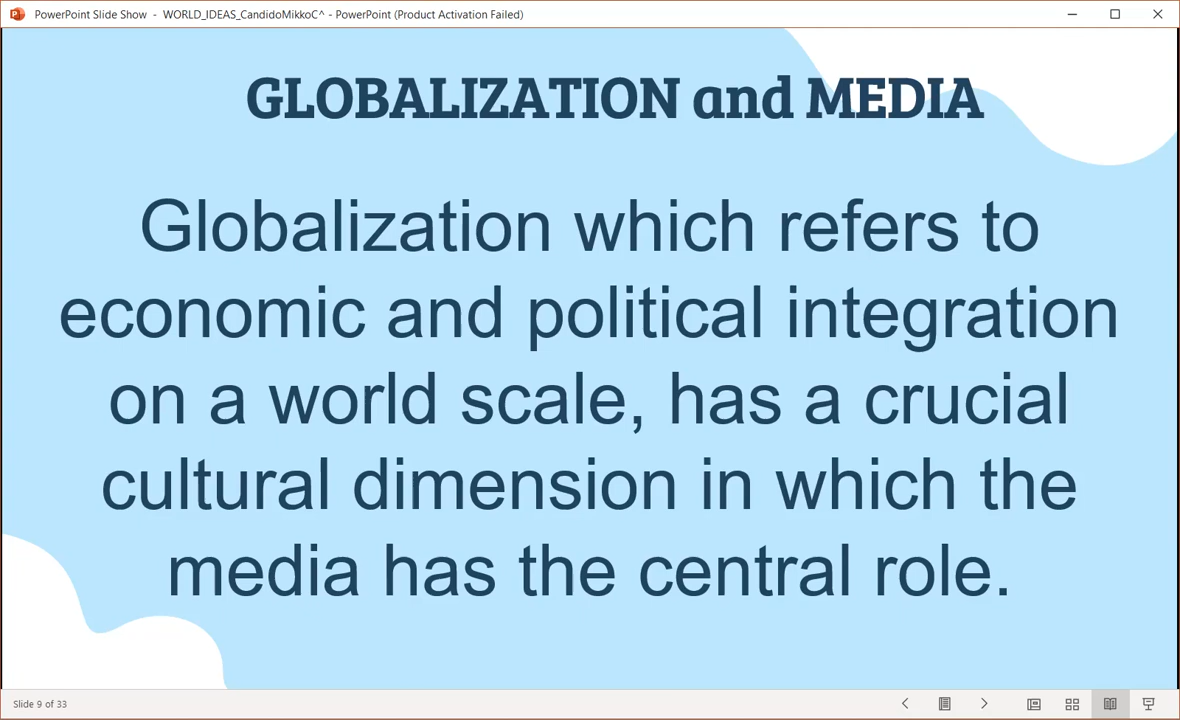 PowerPoint Slide Show - WORLD_IDEAS_CandidoMikkoC^ - PowerPoint (Product Activation Failed)
GLOBALIZATION and MEDIA
Globalization which refers to
economic and political integration
on a world scale, has a crucial
cultural dimension in which the
media has the central role.
Slide 9 of 33